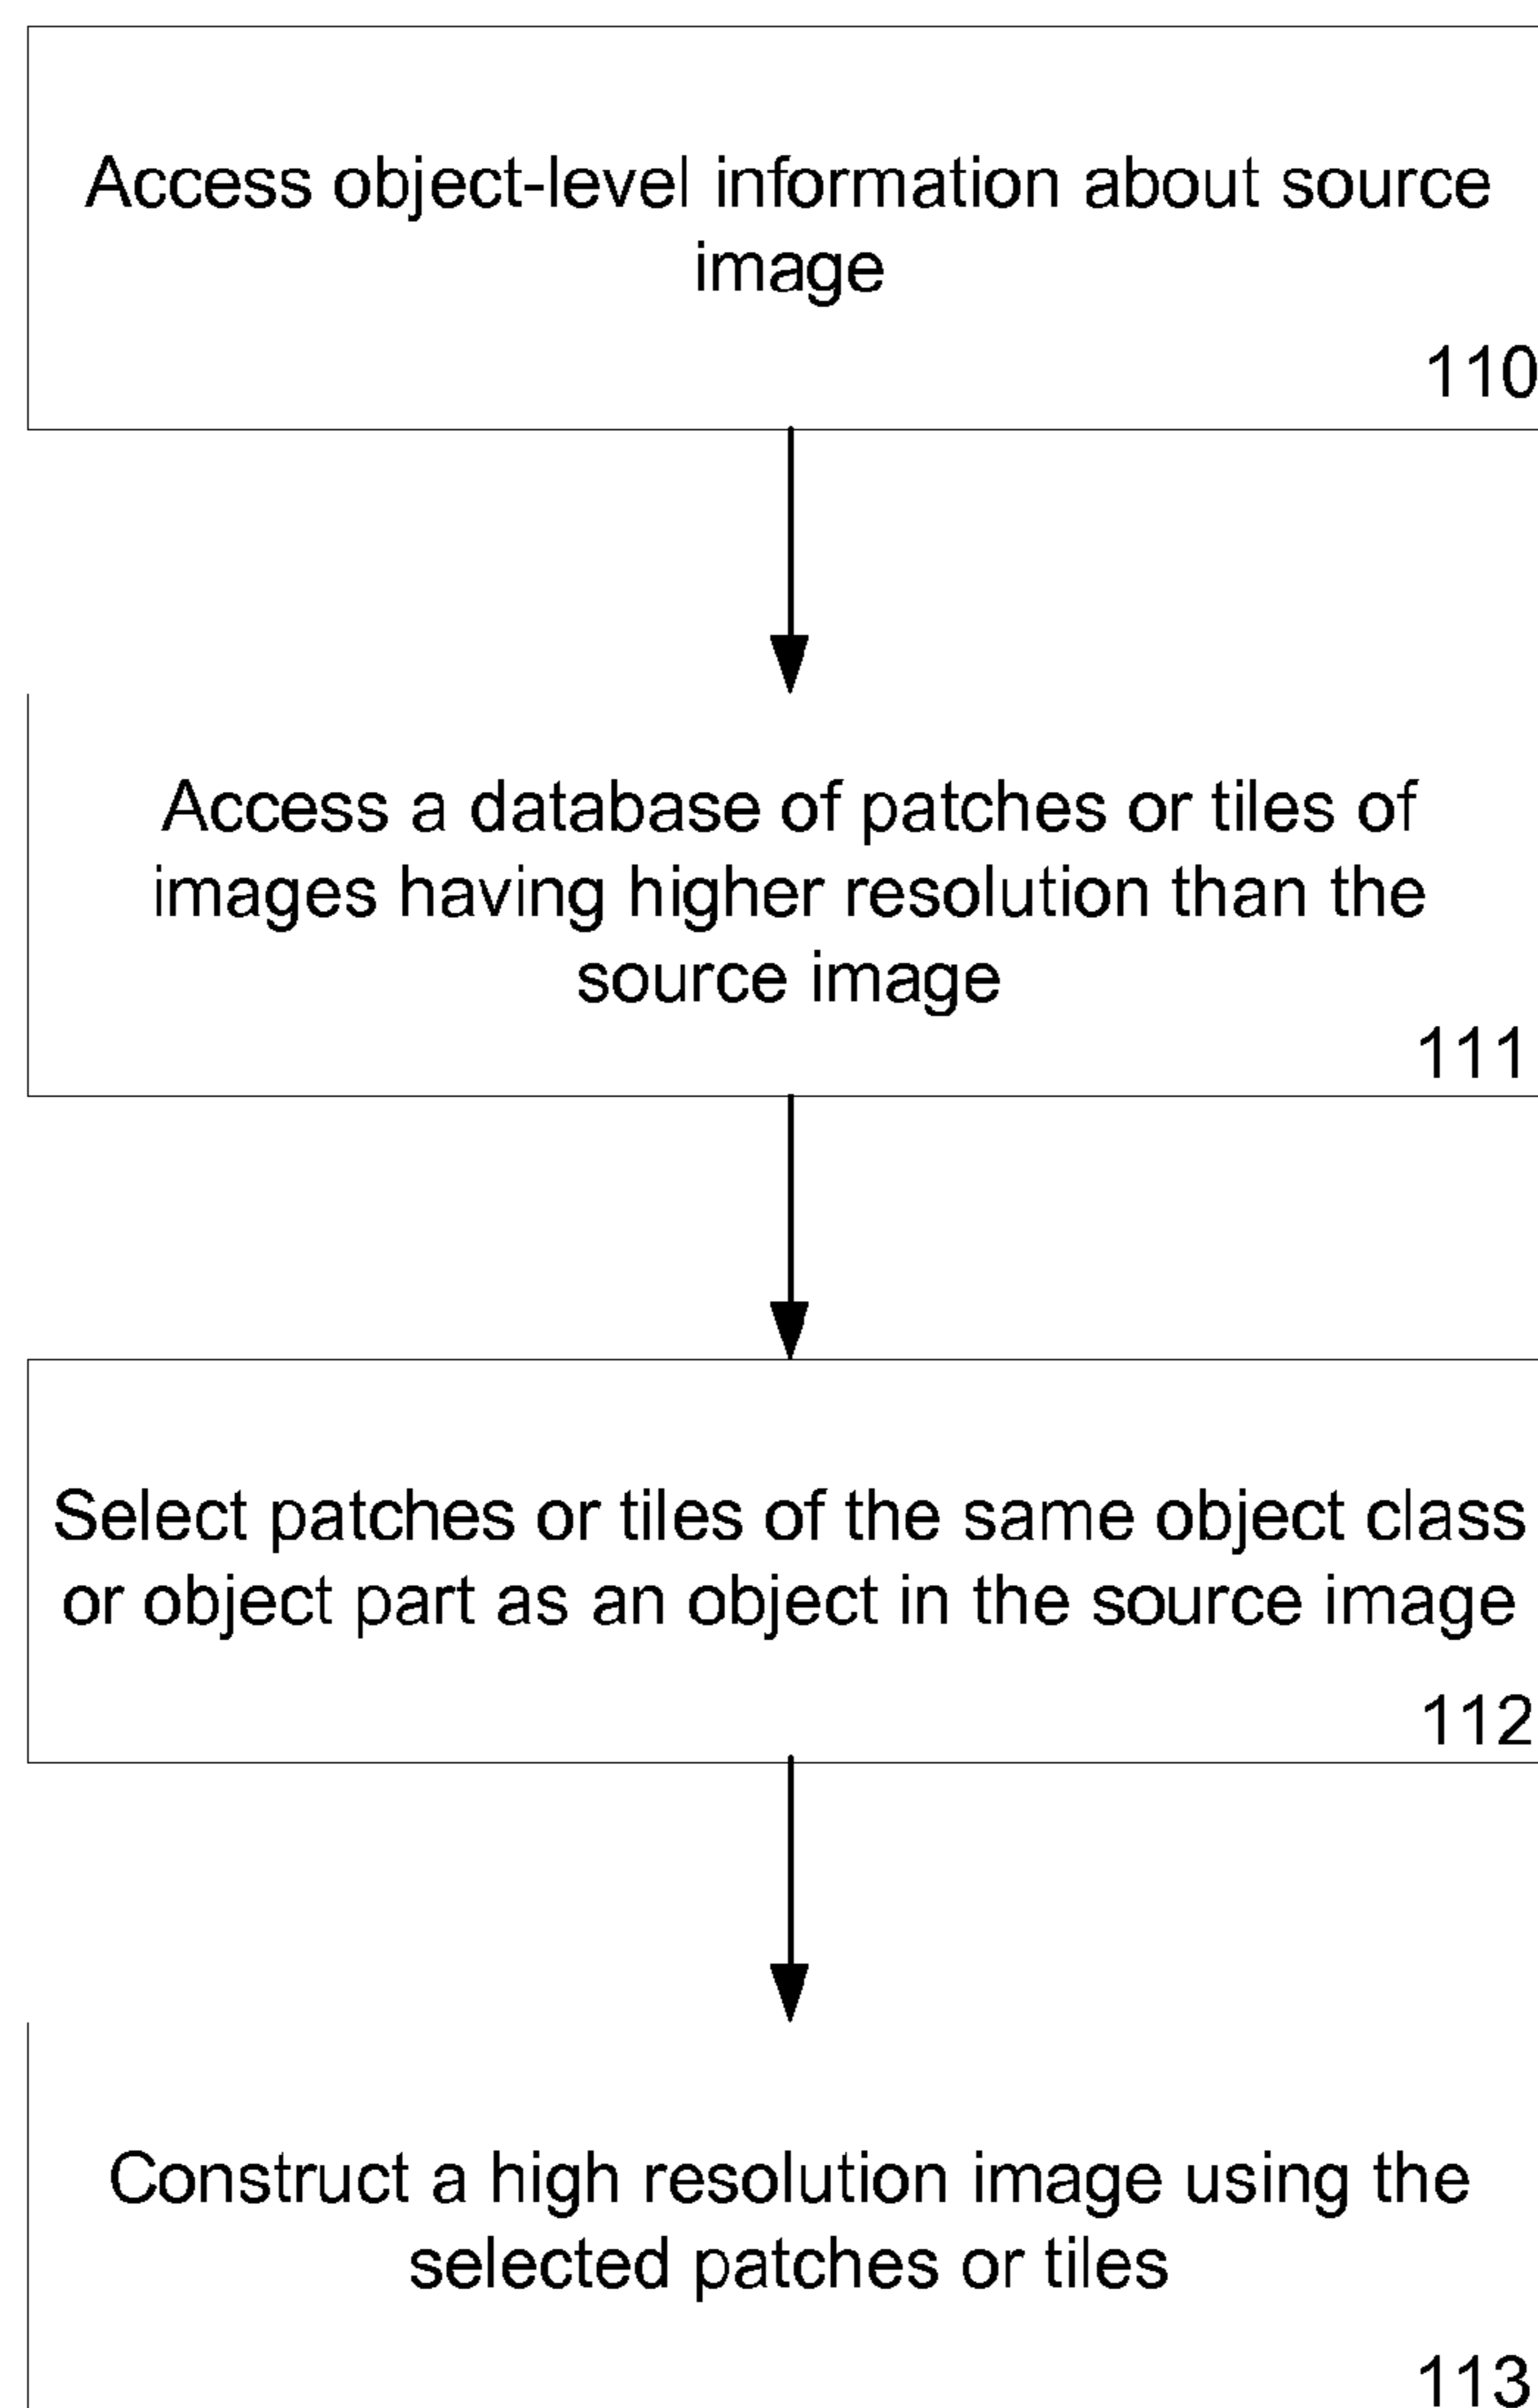 Access object-level information about source
image
110
Access a database of patches or tiles of
images having higher resolution than the
source image
111
Select patches or tiles of the same object class
or object part as an object in the source image
112
Construct a high resolution image using the
selected patches or tiles
113